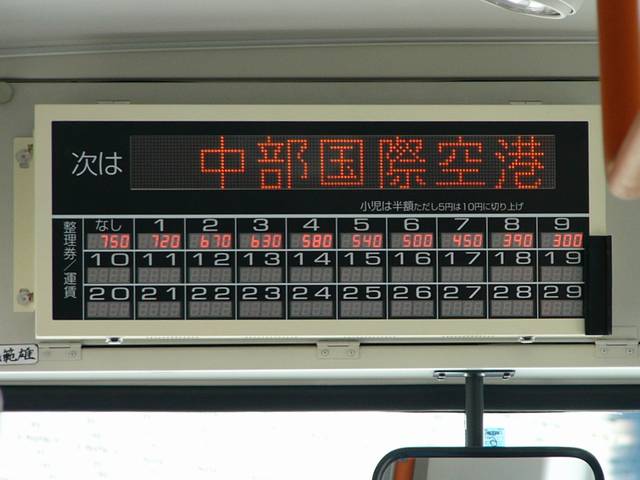 次は 中部国際空港
小児は半額ただし5円は10円に切り上げ
整理券/運賃
なし 1 2 3 4 5 6 7 8 9
750 720 670 630 580 540 500 450 390 300
10 11 12 13 14 15 16 17 18 19
20 21 22 23 24 25 26 27 28 29
範雄